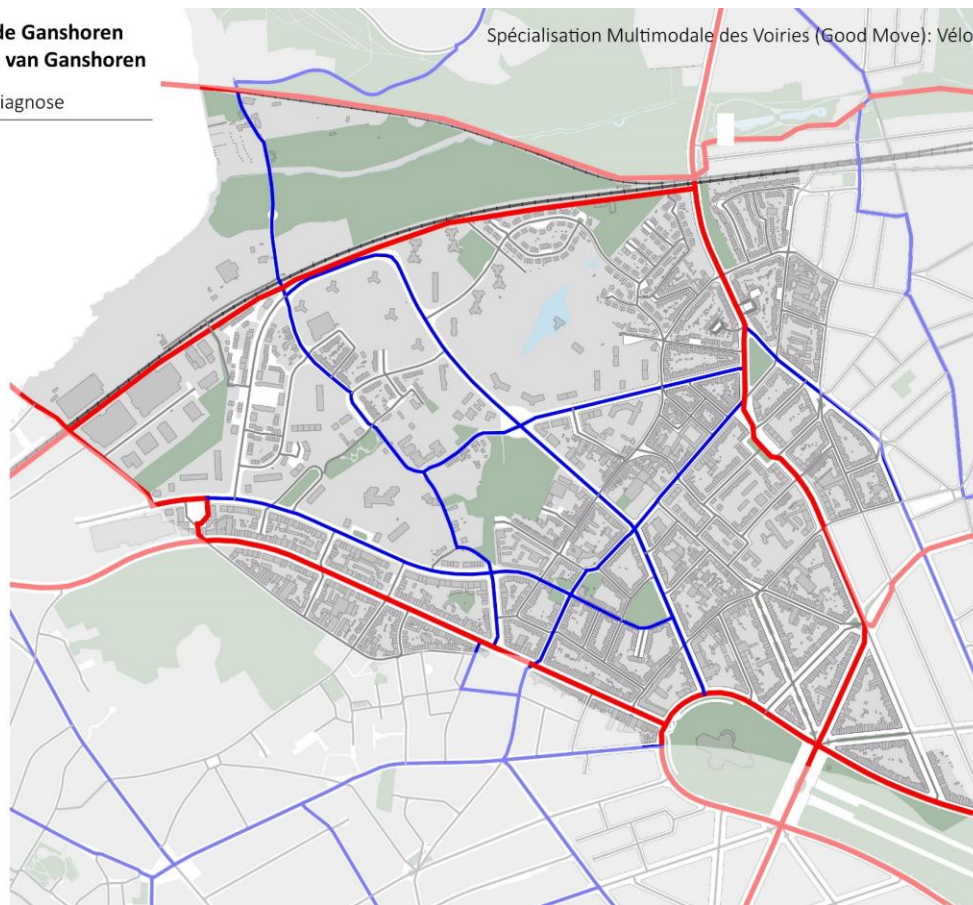 de Ganshoren
van Ganshoren
iagnose
Spécialisation Multimodale des Voiries (Good Move): Vélo